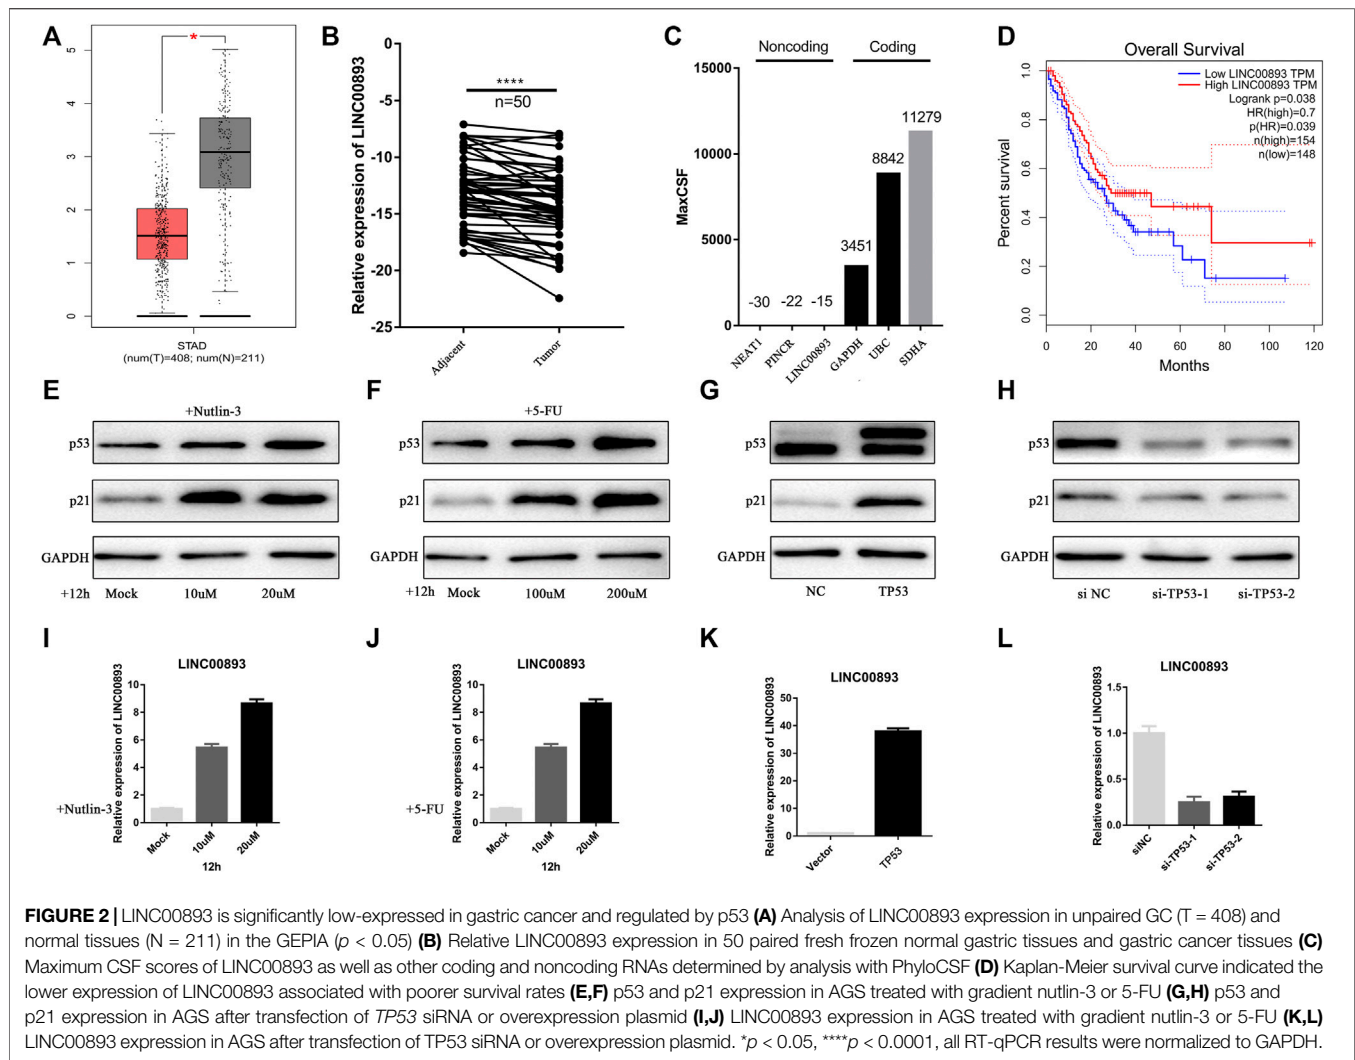 A
*
5
4
3
2
1
0
STAD
(num(T)=408; num(N)=211)
B
Relative expression of LINC00893
0
-5
-10
-15
-20
-25
****
n=50
Adjacent
Tumor
C
Noncoding
Coding
MaxCSF
15000
10000
5000
0
-30
-22
-15
3451
8842
11279
NEAT1
PINCR
LINC00893
GAPDH
UBC
SDHA
D
Overall Survival
Low LINC00893 TPM
High LINC00893 TPM
Logrank p=0.038
HR(high)=0.7
p(HR)=0.039
n(high)=154
n(low)=148
Percent survival
1.0
0.8
0.6
0.4
0.2
0.0
0 20 40 60 80 100 120
Months
E
+Nutlin-3
p53
p21
GAPDH
+12h Mock 10uM 20uM
F
+5-FU
p53
p21
GAPDH
+12h Mock 100uM 200uM
G
p53
p21
GAPDH
NC TP53
H
p53
p21
GAPDH
si NC si-TP53-1 si-TP53-2
I
LINC00893
Relative expression of LINC00893
10
8
6
4
2
0
+Nutlin-3
Mock
10uM
20uM
12h
J
LINC00893
Relative expression of LINC00893
10
8
6
4
2
0
+5-FU
Mock
10uM
20uM
12h
K
LINC00893
Relative expression of LINC00893
50
40
30
20
10
0
Vector
TP53
L
LINC00893
Relative expression of LINC00893
1.5
1.0
0.5
0.0
siNC
si-TP53-1
si-TP53-2
FIGURE 2 | LINC00893 is significantly low-expressed in gastric cancer and regulated by p53 (A) Analysis of LINC00893 expression in unpaired GC (T = 408) and
normal tissues (N = 211) in the GEPIA (p < 0.05) (B) Relative LINC00893 expression in 50 paired fresh frozen normal gastric tissues and gastric cancer tissues (C)
Maximum CSF scores of LINC00893 as well as other coding and noncoding RNAs determined by analysis with PhyloCSF (D) Kaplan-Meier survival curve indicated the
lower expression of LINC00893 associated with poorer survival rates (E,F) p53 and p21 expression in AGS treated with gradient nutlin-3 or 5-FU (G,H) p53 and
p21 expression in AGS after transfection of TP53 siRNA or overexpression plasmid (I,J) LINC00893 expression in AGS treated with gradient nutlin-3 or 5-FU (K,L)
LINC00893 expression in AGS after transfection of TP53 siRNA or overexpression plasmid. *p < 0.05, ****p < 0.0001, all RT-qPCR results were normalized to GAPDH.